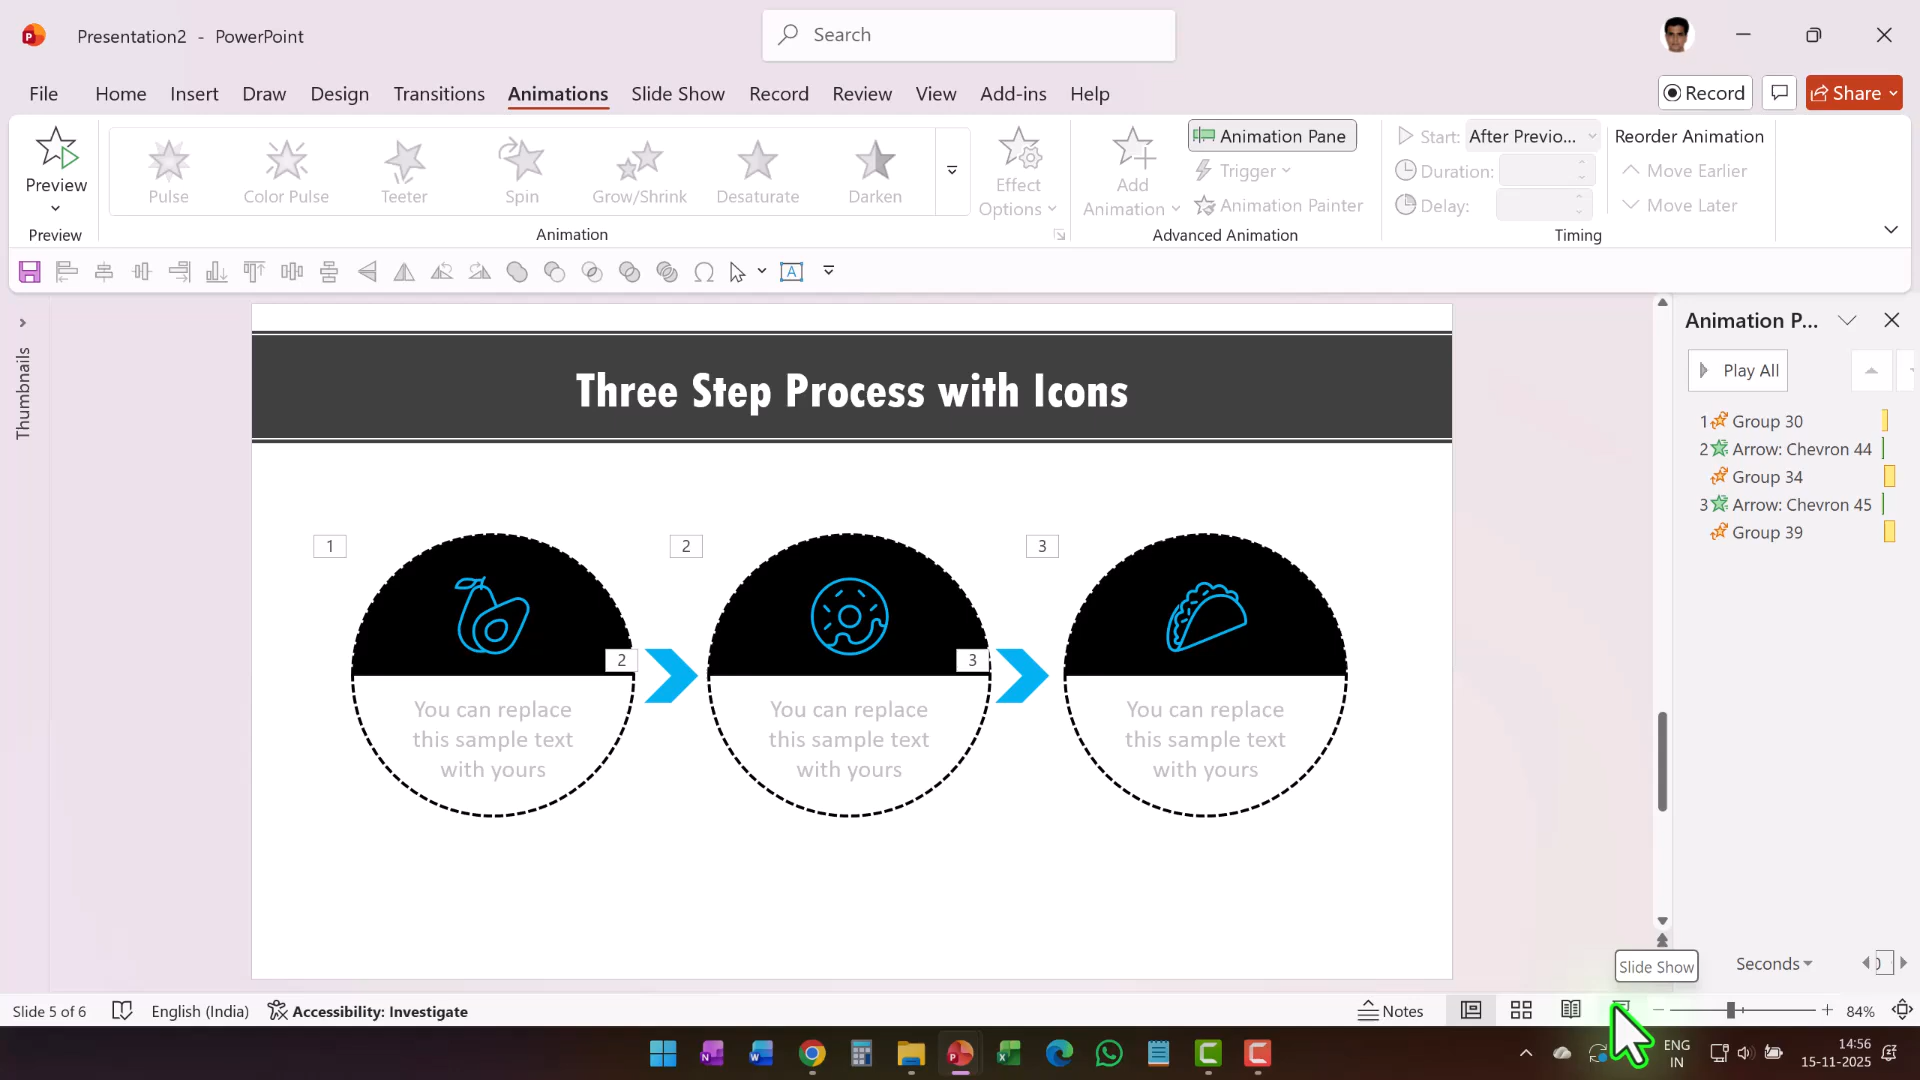 Presentation2 - PowerPoint
Search
File Home Insert Draw Design Transitions Animations Slide Show Record Review View Add-ins Help
Record
Share
Preview
Preview
Pulse
Color Pulse
Teeter
Spin
Grow/Shrink
Desaturate
Darken
Animation
Effect
Options
Add
Animation
Animation Pane
Trigger
Animation Painter
Advanced Animation
Start: After Previo...
Duration:
Delay:
Timing
Reorder Animation
Move Earlier
Move Later
A
Thumbnails
Three Step Process with Icons
1
2
3
2
3
You can replace
this sample text
with yours
You can replace
this sample text
with yours
You can replace
this sample text
with yours
Animation P...
Play All
1 Group 30
2 Arrow: Chevron 44
Group 34
3 Arrow: Chevron 45
Group 39
Seconds
0
Slide Show
Slide 5 of 6
English (India)
Accessibility: Investigate
Notes
84%
ENG
IN
14:56
15-11-2025